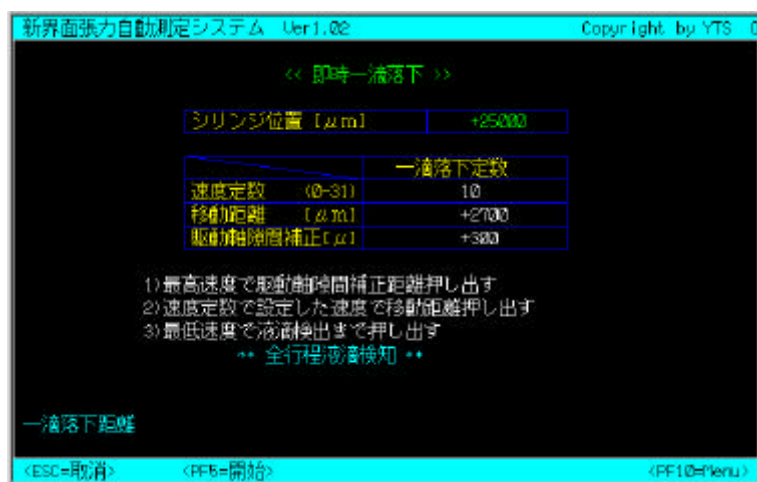 新界面張力自動測定システム Ver1.02 Copyright by YTS
<< 即時一滴落下 >>
シリンジ位置 [μm] +25000
一滴落下定数
速度定数 (0-31) 10
移動距離 [μm] +2700
駆動軸隙間補正[μ] +300
1)最高速度で駆動軸隙間補正距離押し出す
2)速度定数で設定した速度で移動距離押し出す
3)最低速度で液滴検出まで押し出す
** 全行程液滴検知 **
一滴落下距離
<ESC=取消> <PF5=開始> <PF10=Menu>